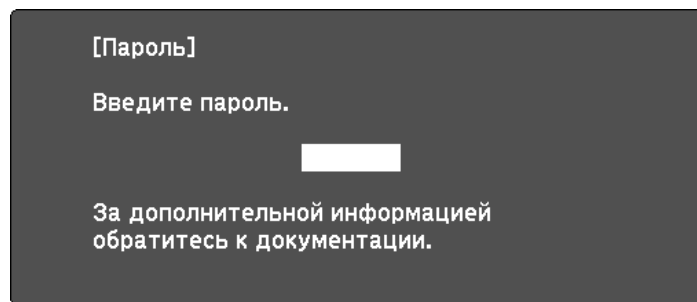 [Пароль]
Введите пароль.
За дополнительной информацией
обратитесь к документации.